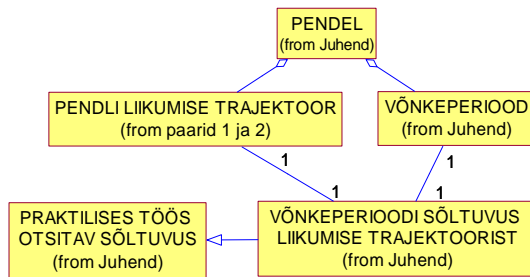 PENDEL
(from Juhend)
PENDLI LIIKUMISE TRAJEKTOOR
(from paarid 1 ja 2)
VÕNKEPERIOOD
(from Juhend)
1
1
1
1
PRAKTILISES TÖÖS
OTSITAV SÕLTUVUS
(from Juhend)
VÕNKEPERIOODI SÕLTUVUS
LIIKUMISE TRAJEKTOORIST
(from Juhend)